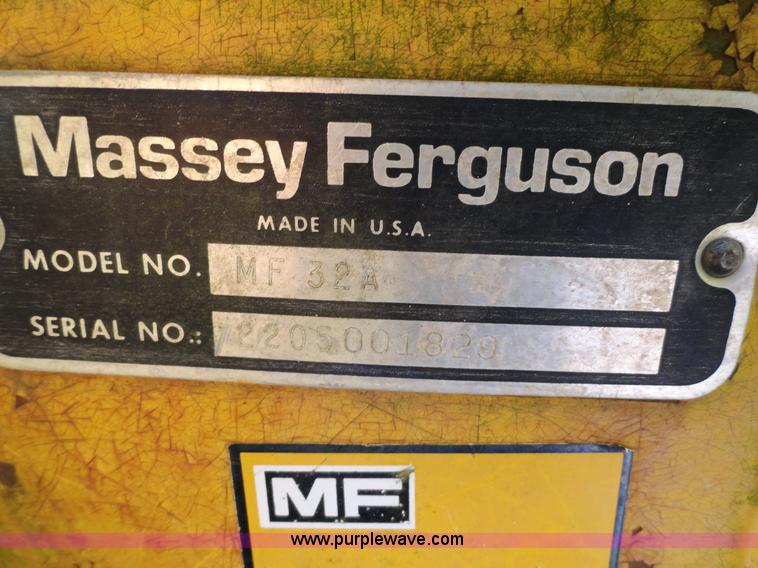 Massey Ferguson
MADE IN U.S.A.
MODEL NO. MF 32A
SERIAL NO.: 2205001829
MF
www.purplewave.com